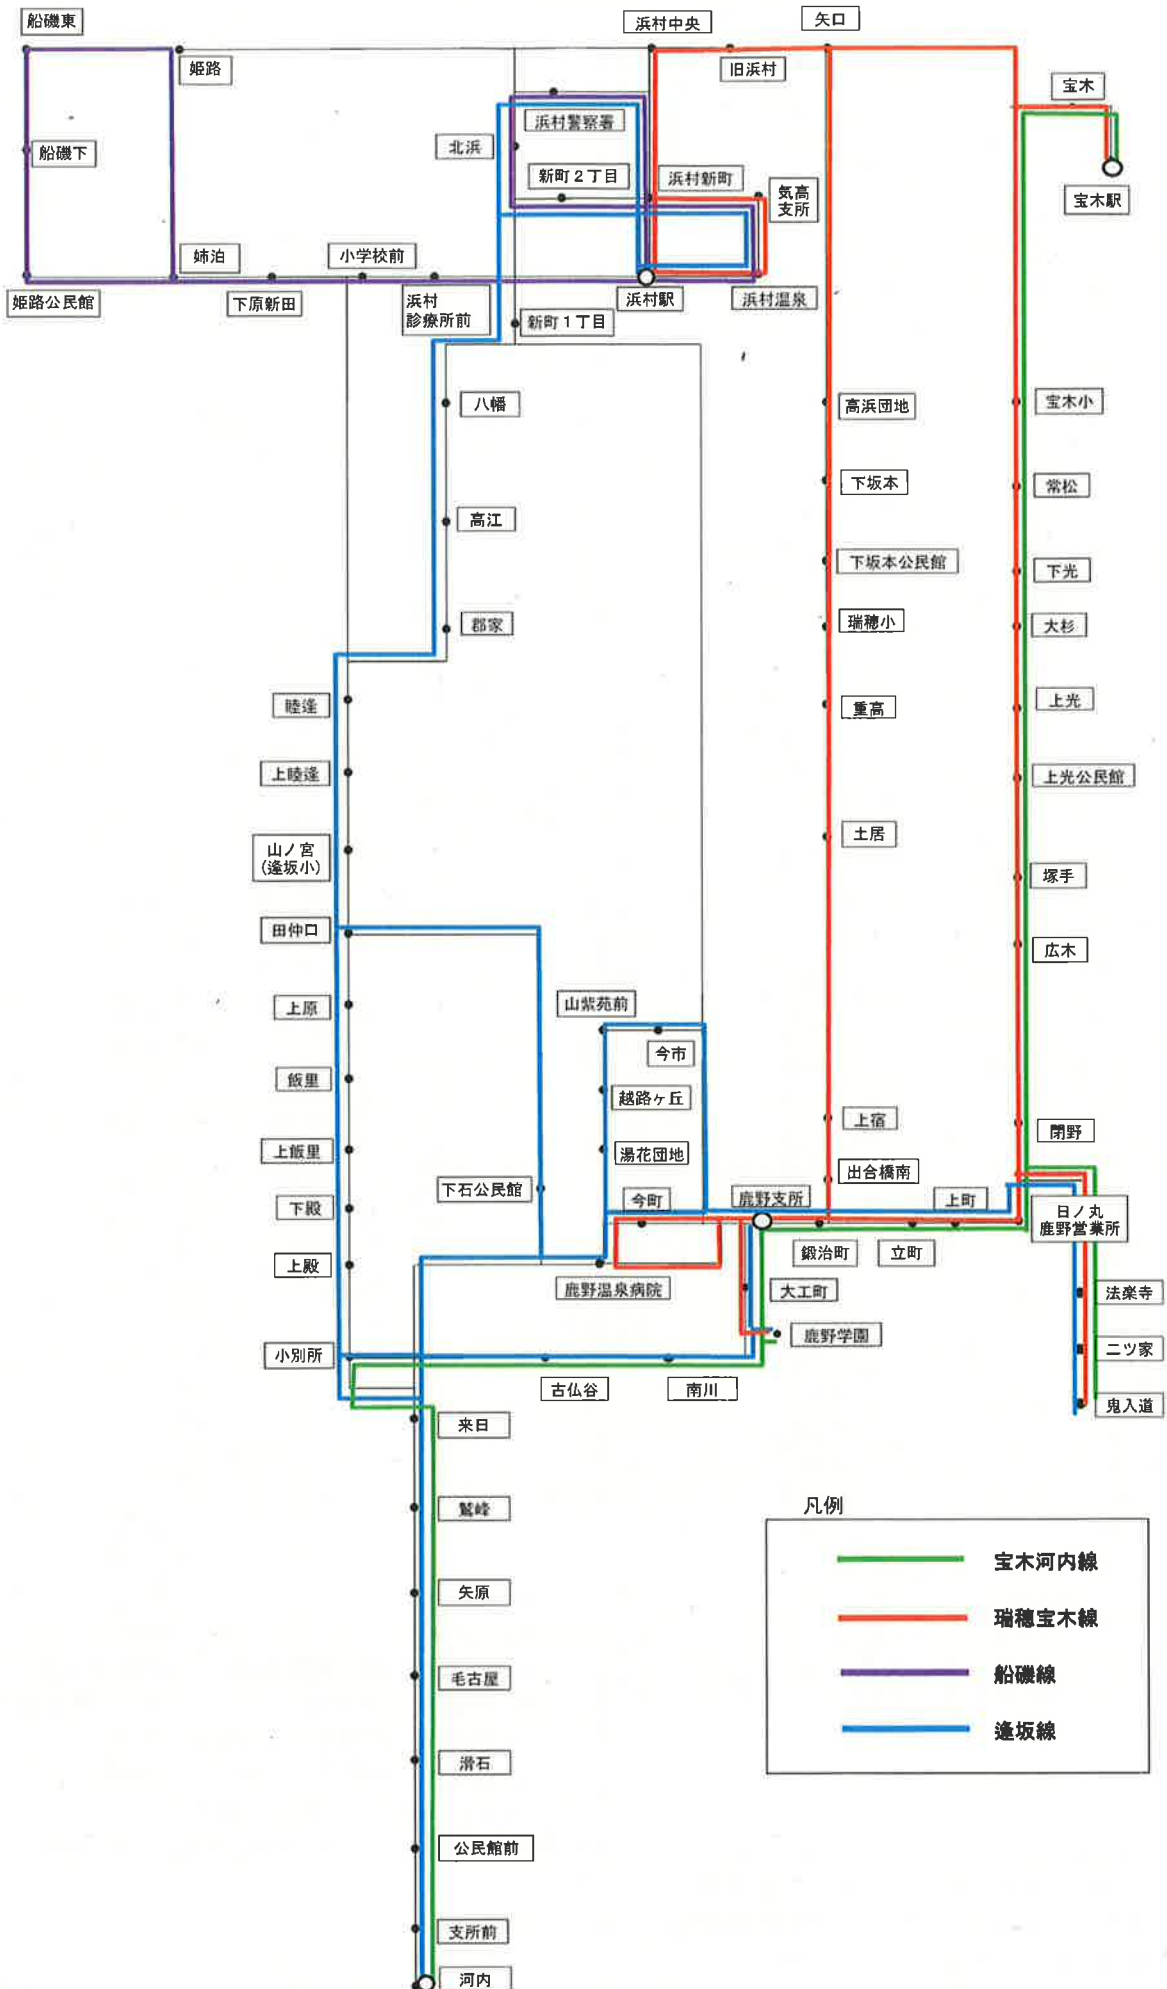 船磯東
浜村中央
矢口
姫路
旧浜村
宝木
浜村警察署
北浜
船磯下
新町２丁目
浜村新町
気高
支所
宝木駅
姉泊
小学校前
姫路公民館
下原新田
浜村
診療所前
浜村駅
浜村温泉
新町１丁目
八幡
高浜団地
宝木小
下坂本
常松
高江
下坂本公民館
下光
郡家
瑞穂小
大杉
睦逢
重高
上光
上睦逢
上光公民館
山ノ宮
(逢坂小)
土居
塚手
田仲口
広木
上原
山紫苑前
今市
飯里
越路ヶ丘
上宿
閉野
上飯里
湯花団地
下石公民館
出合橋南
下殿
今町
鹿野支所
上町
日ノ丸
鹿野営業所
鍛治町
立町
上殿
鹿野温泉病院
大工町
法楽寺
鹿野学園
小別所
二ツ家
古仏谷
南川
鬼入道
来日
鷲峰
矢原
毛古屋
滑石
公民館前
支所前
河内
凡例
宝木河内線
瑞穂宝木線
船磯線
逢坂線